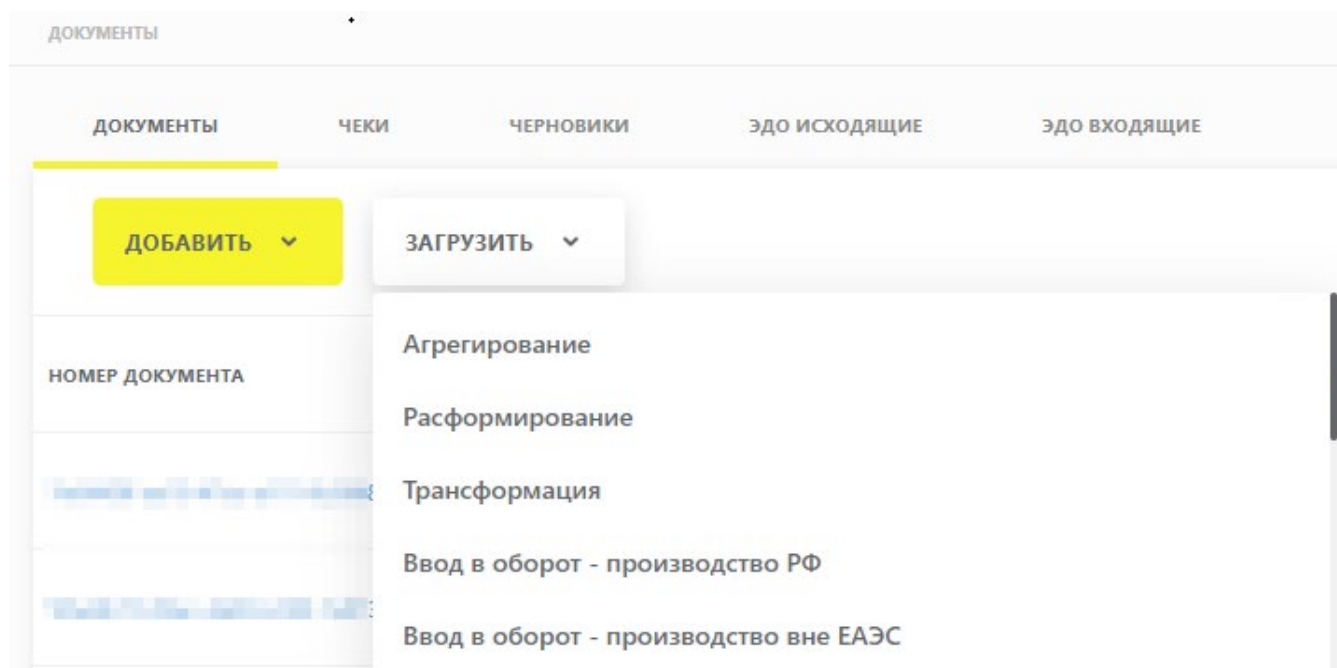 ДОКУМЕНТЫ
ДОКУМЕНТЫ ЧЕКИ ЧЕРНОВИКИ ЭДО ИСХОДЯЩИЕ ЭДО ВХОДЯЩИЕ
ДОБАВИТЬ ЗАГРУЗИТЬ
Агрегирование
НОМЕР ДОКУМЕНТА
Расформирование
Трансформация
Ввод в оборот - производство РФ
Ввод в оборот - производство вне ЕАЭС